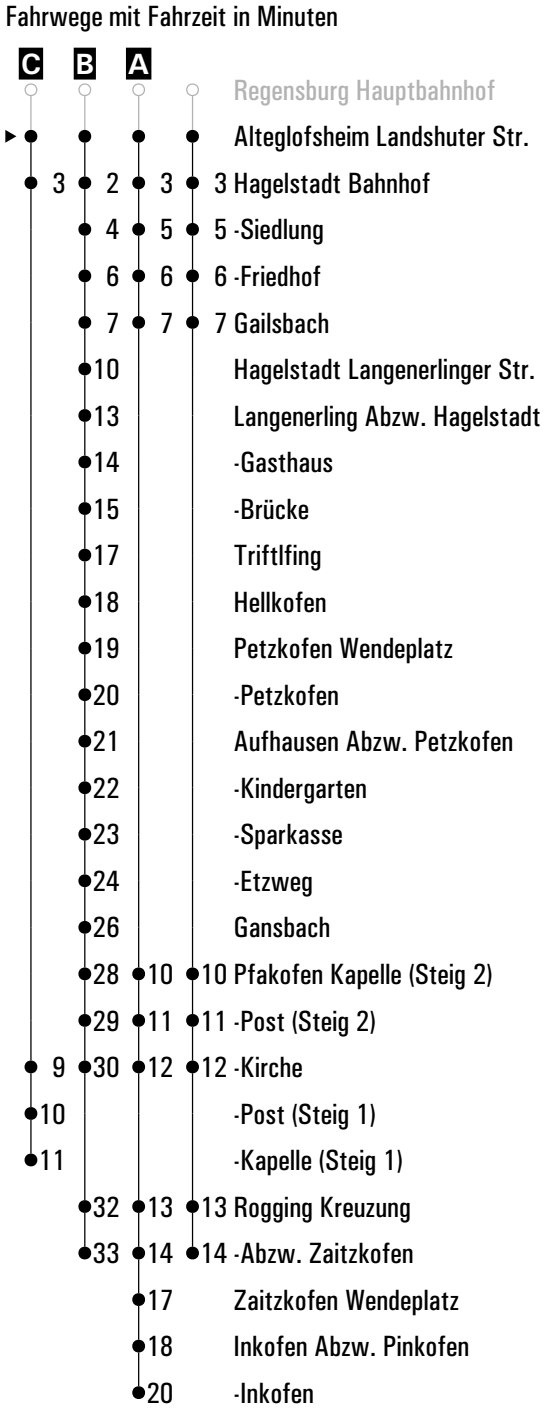 Fahrwege mit Fahrzeit in Minuten
C B A
Regensburg Hauptbahnhof
Alteglofsheim Landshuter Str.
3 2 3 3 Hagelstadt Bahnhof
4 5 5 -Siedlung
6 6 6 -Friedhof
7 7 7 Gailsbach
10 Hagelstadt Langenerlinger Str.
13 Langenerling Abzw. Hagelstadt
14 -Gasthaus
15 -Brücke
17 Triftlfing
18 Hellkofen
19 Petzkofen Wendeplatz
20 -Petzkofen
21 Aufhausen Abzw. Petzkofen
22 -Kindergarten
23 -Sparkasse
24 -Etzweg
26 Gansbach
28 10 10 Pfakofen Kapelle (Steig 2)
29 11 11 -Post (Steig 2)
9 30 12 12 -Kirche
10 -Post (Steig 1)
11 -Kapelle (Steig 1)
32 13 13 Rogging Kreuzung
33 14 14 -Abzw. Zaitzkofen
17 Zaitzkofen Wendeplatz
18 Inkofen Abzw. Pinkofen
20 -Inkofen